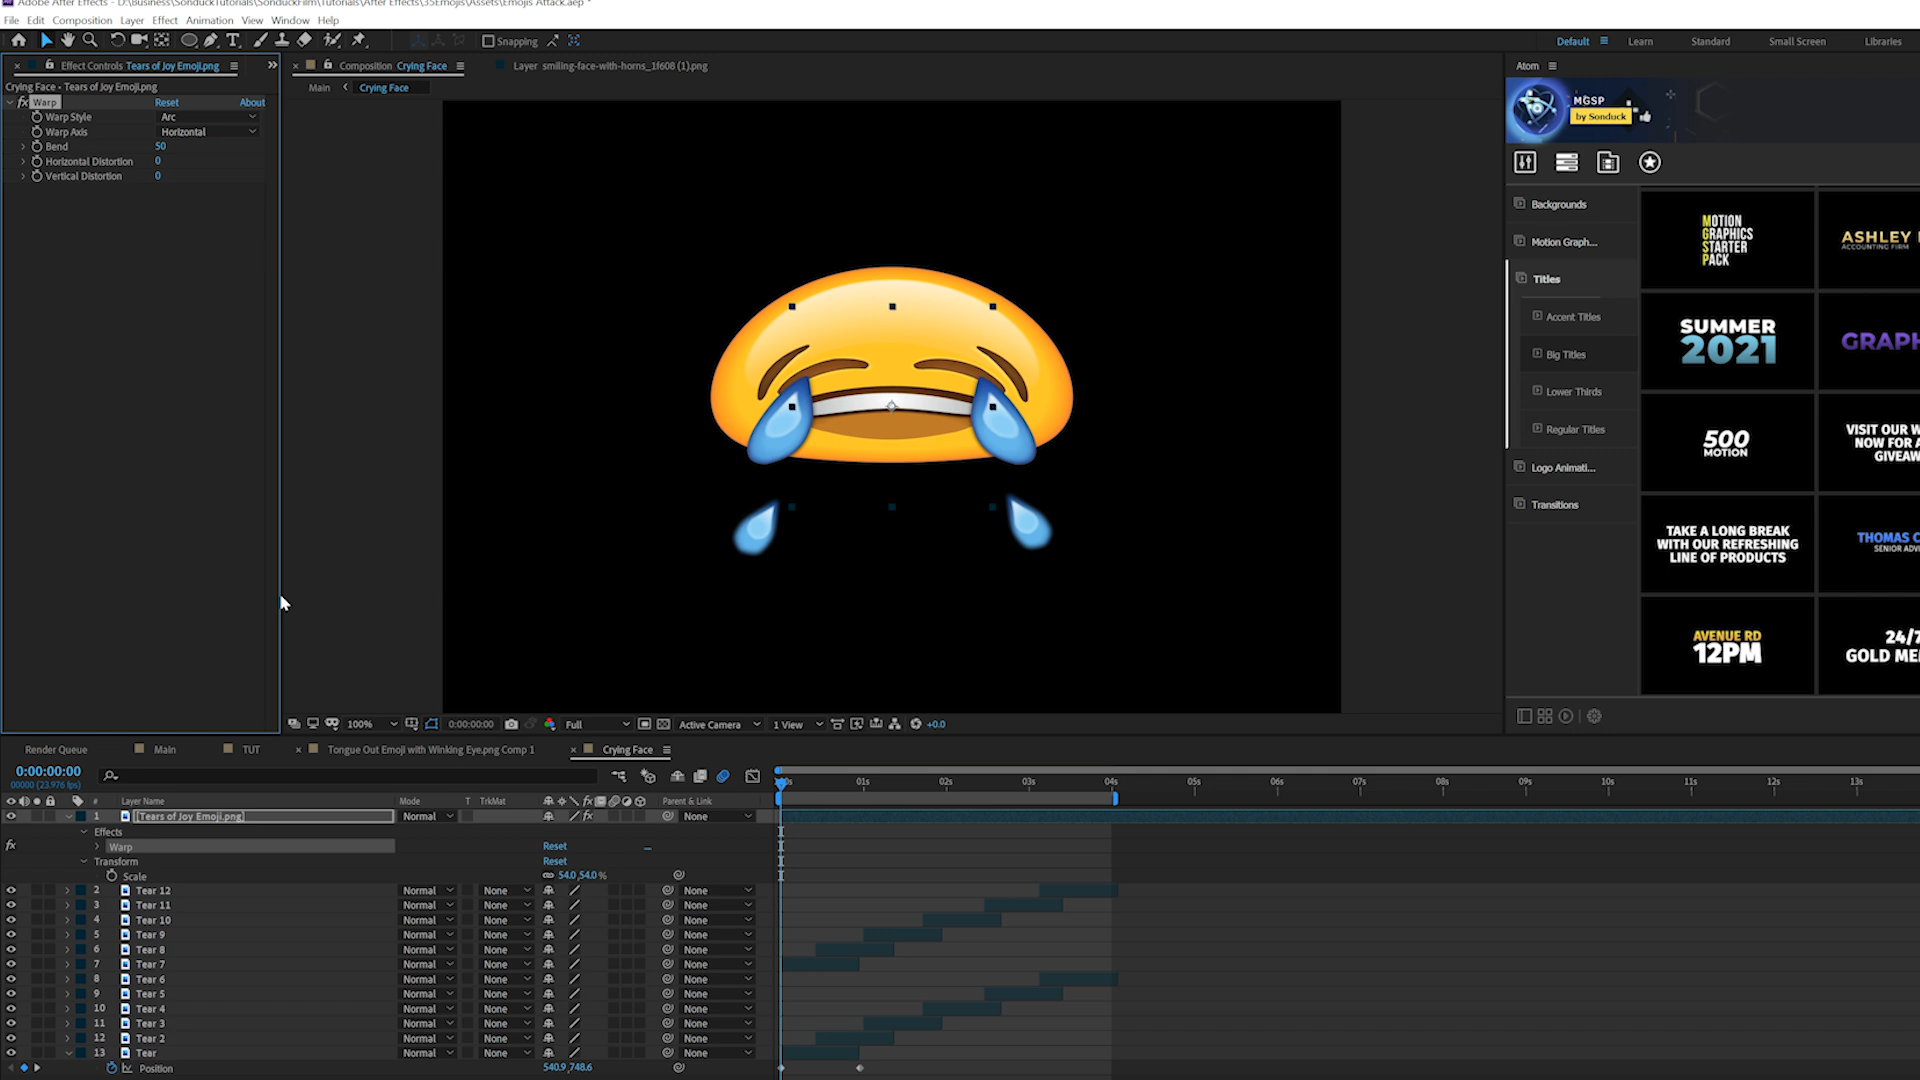 Adobe After Effects - D:\Business\SonduckTutorials\SonduckFilm\Tutorials\After Effects\35Emojis\Assets\Emojis Attack.aep *
File Edit Composition Layer Effect Animation View Window Help
Snapping
Default Learn Standard Small Screen Libraries
Effect Controls Tears of Joy Emoji.png
Composition Crying Face
Layer smiling-face-with-horns_1f608 (1).png
Atom
Crying Face • Tears of Joy Emoji.png
Main Crying Face
fx Warp Reset About
Warp Style Arc
Warp Axis Horizontal
Bend 50
Horizontal Distortion 0
Vertical Distortion 0
MGSP
by Sonduck
Backgrounds
Motion Graph...
Titles
Accent Titles
Big Titles
Lower Thirds
Regular Titles
Logo Animati...
Transitions
MOTION
GRAPHICS
STARTER
PACK
ASHLEY
ACCOUNTING FIRM
SUMMER
2021
GRAPH
500
MOTION
VISIT OUR W
NOW FOR A
GIVEAW
TAKE A LONG BREAK
WITH OUR REFRESHING
LINE OF PRODUCTS
THOMAS C
SENIOR ADV
AVENUE RD
12PM
24/7
GOLD ME
100% 0:00:00:00 Full Active Camera 1 View +0.0
Render Queue Main TUT Tongue Out Emoji with Winking Eye.png Comp 1 Crying Face
0:00:00:00
00000 (23.976 fps)
01s 02s 03s 04s 05s 06s 07s 08s 09s 10s 11s 12s 13s
# Layer Name Mode T TrkMat fx Parent & Link
1 [Tears of Joy Emoji.png] Normal fx None
Effects
fx Warp Reset
Transform Reset
Scale 54.0,54.0%
2 Tear 12 Normal None None
3 Tear 11 Normal None None
4 Tear 10 Normal None None
5 Tear 9 Normal None None
6 Tear 8 Normal None None
7 Tear 7 Normal None None
8 Tear 6 Normal None None
9 Tear 5 Normal None None
10 Tear 4 Normal None None
11 Tear 3 Normal None None
12 Tear 2 Normal None None
13 Tear Normal None None
Position 540.9,748.6